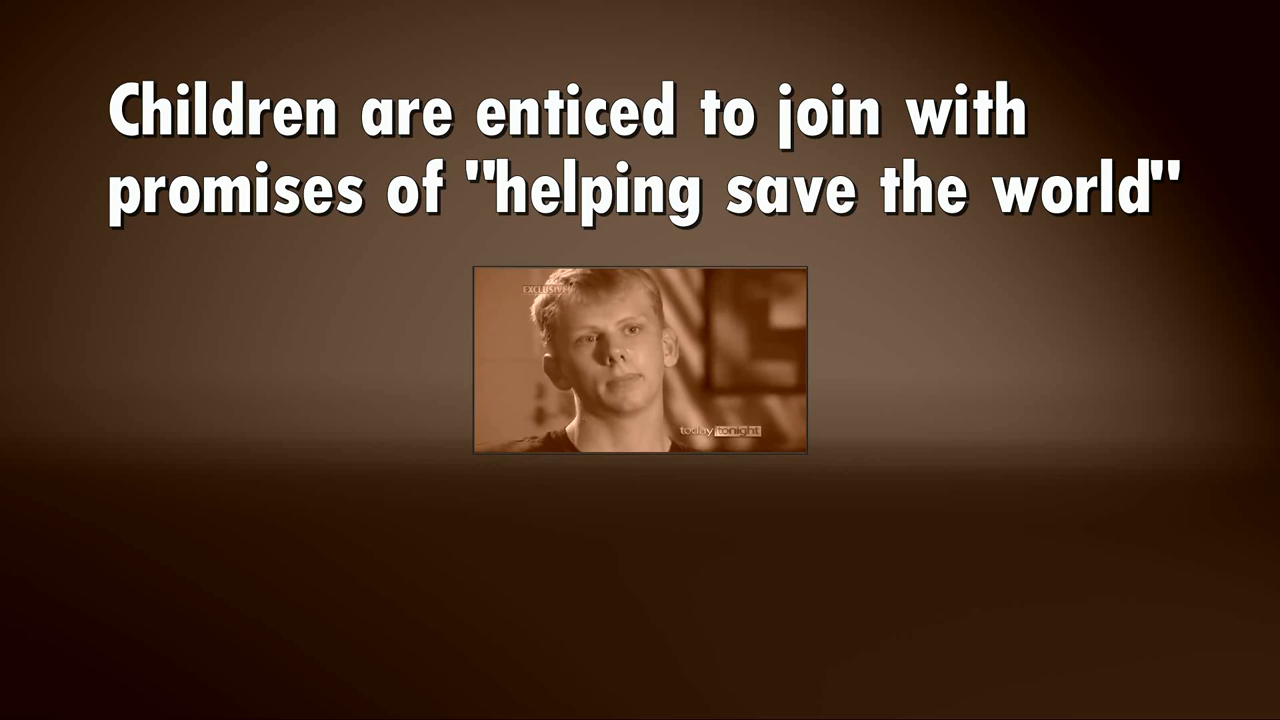 Children are enticed to join with
promises of "helping save the world"
EXCLUSIVE!
today tonight